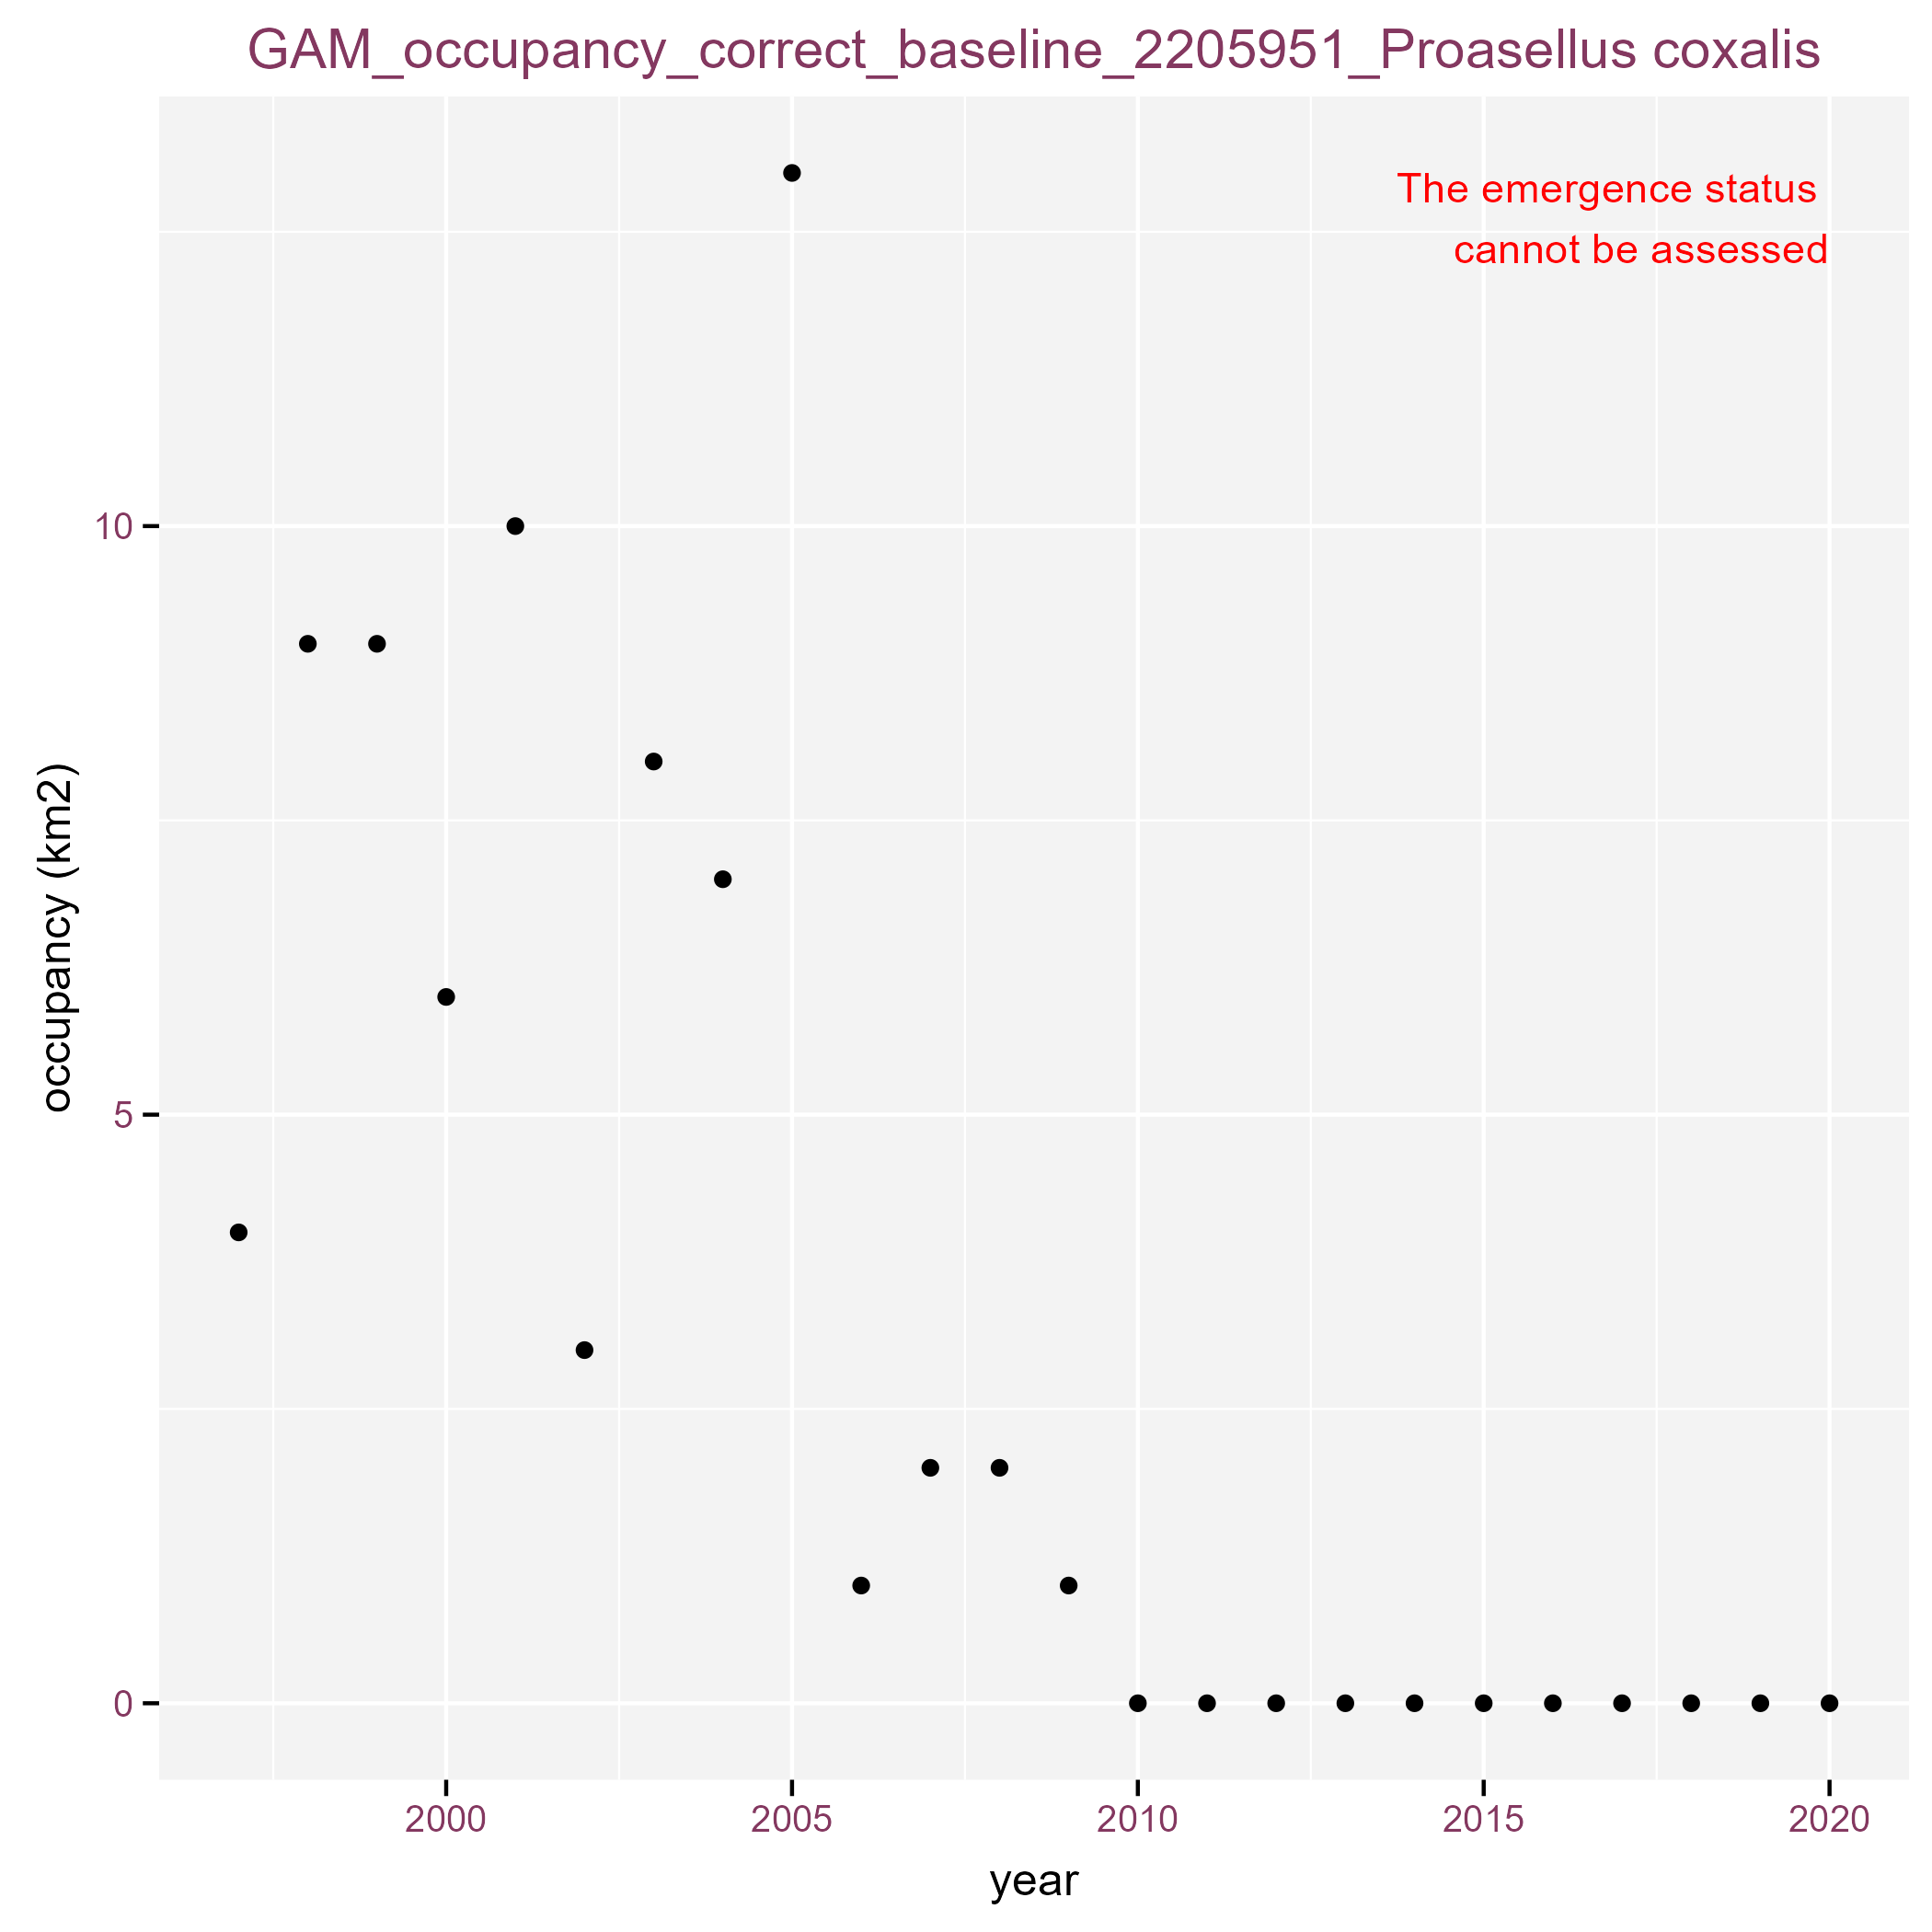 GAM_occupancy_correct_baseline_2205951_Proasellus coxalis
The emergence status
cannot be assessed
10
5
0
occupancy (km2)
2000 2005 2010 2015 2020
year